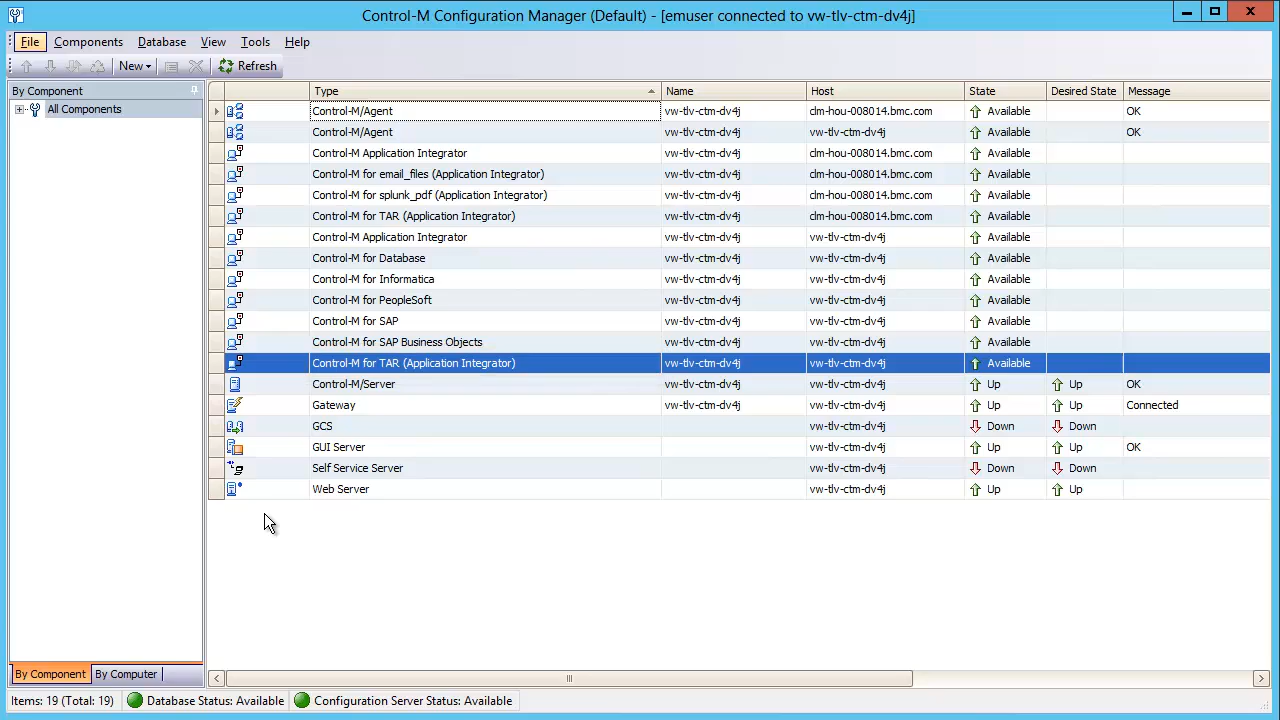 Control-M Configuration Manager (Default) - [emuser connected to vw-tlv-ctm-dv4j]
File Components Database View Tools Help
New Refresh
By Component
All Components
Type Name Host State Desired State Message
Control-M/Agent vw-tlv-ctm-dv4j clm-hou-008014.bmc.com Available OK
Control-M/Agent vw-tlv-ctm-dv4j vw-tlv-ctm-dv4j Available OK
Control-M Application Integrator vw-tlv-ctm-dv4j clm-hou-008014.bmc.com Available
Control-M for email_files (Application Integrator) vw-tlv-ctm-dv4j clm-hou-008014.bmc.com Available
Control-M for splunk_pdf (Application Integrator) vw-tlv-ctm-dv4j clm-hou-008014.bmc.com Available
Control-M for TAR (Application Integrator) vw-tlv-ctm-dv4j clm-hou-008014.bmc.com Available
Control-M Application Integrator vw-tlv-ctm-dv4j vw-tlv-ctm-dv4j Available
Control-M for Database vw-tlv-ctm-dv4j vw-tlv-ctm-dv4j Available
Control-M for Informatica vw-tlv-ctm-dv4j vw-tlv-ctm-dv4j Available
Control-M for PeopleSoft vw-tlv-ctm-dv4j vw-tlv-ctm-dv4j Available
Control-M for SAP vw-tlv-ctm-dv4j vw-tlv-ctm-dv4j Available
Control-M for SAP Business Objects vw-tlv-ctm-dv4j vw-tlv-ctm-dv4j Available
Control-M for TAR (Application Integrator) vw-tlv-ctm-dv4j vw-tlv-ctm-dv4j Available
Control-M/Server vw-tlv-ctm-dv4j vw-tlv-ctm-dv4j Up Up OK
Gateway vw-tlv-ctm-dv4j vw-tlv-ctm-dv4j Up Up Connected
GCS vw-tlv-ctm-dv4j Down Down
GUI Server vw-tlv-ctm-dv4j Up Up OK
Self Service Server vw-tlv-ctm-dv4j Down Down
Web Server vw-tlv-ctm-dv4j Up Up
By Component By Computer
Items: 19 (Total: 19) Database Status: Available Configuration Server Status: Available